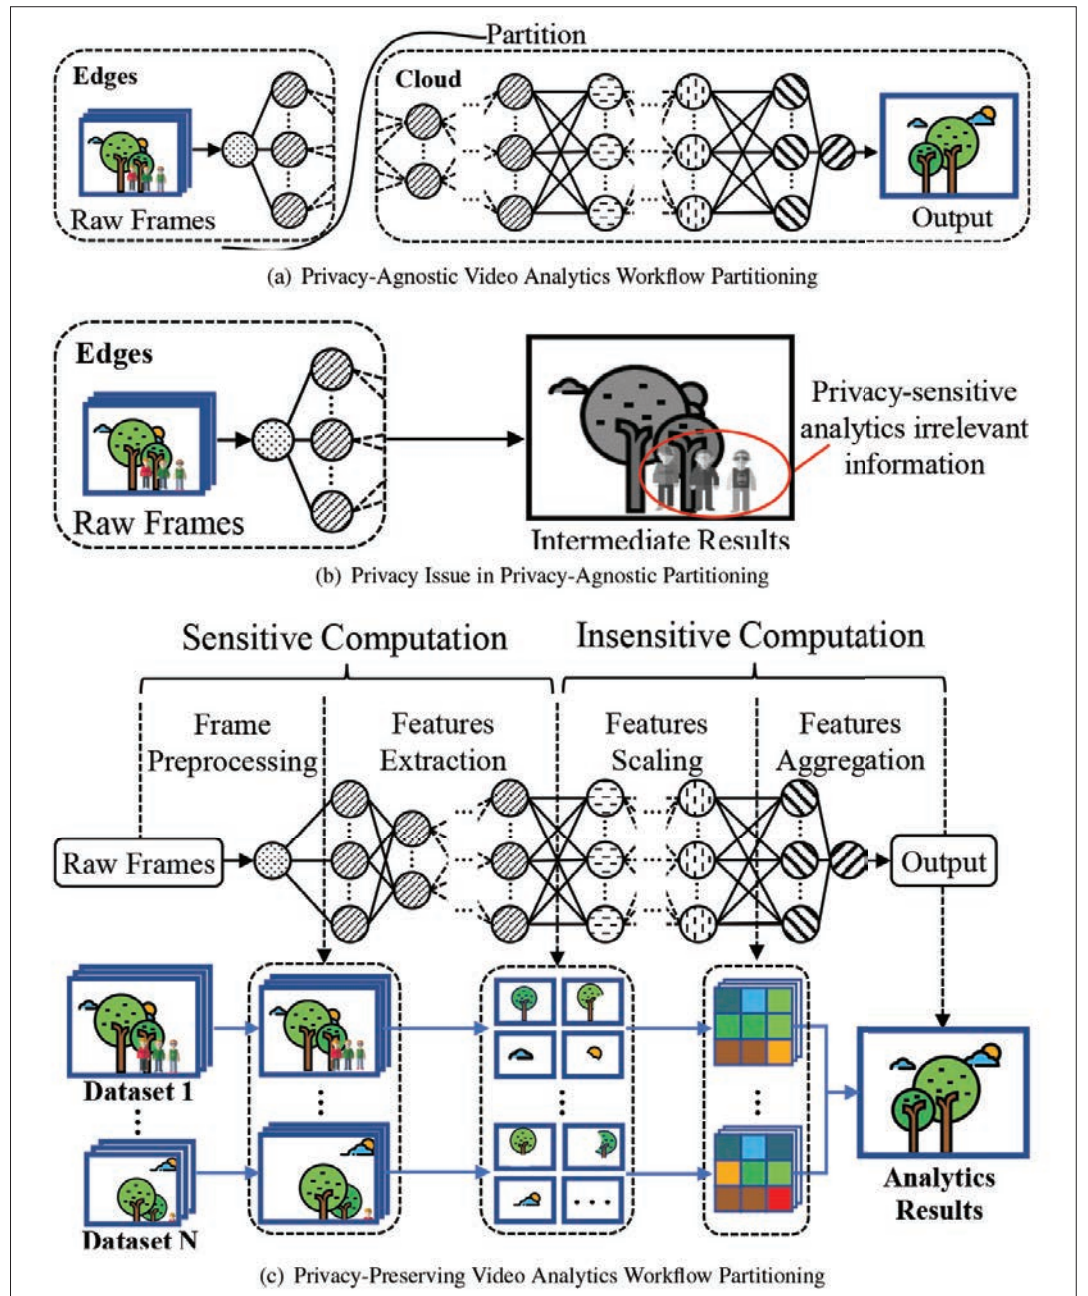 Partition
Edges
Cloud
Raw Frames
Output
(a) Privacy-Agnostic Video Analytics Workflow Partitioning
Edges
Privacy-sensitive
analytics irrelevant
information
Raw Frames
Intermediate Results
(b) Privacy Issue in Privacy-Agnostic Partitioning
Sensitive Computation
Insensitive Computation
Frame
Preprocessing
Features
Extraction
Features
Scaling
Features
Aggregation
Raw Frames
Output
Dataset 1
Dataset N
Analytics
Results
(c) Privacy-Preserving Video Analytics Workflow Partitioning